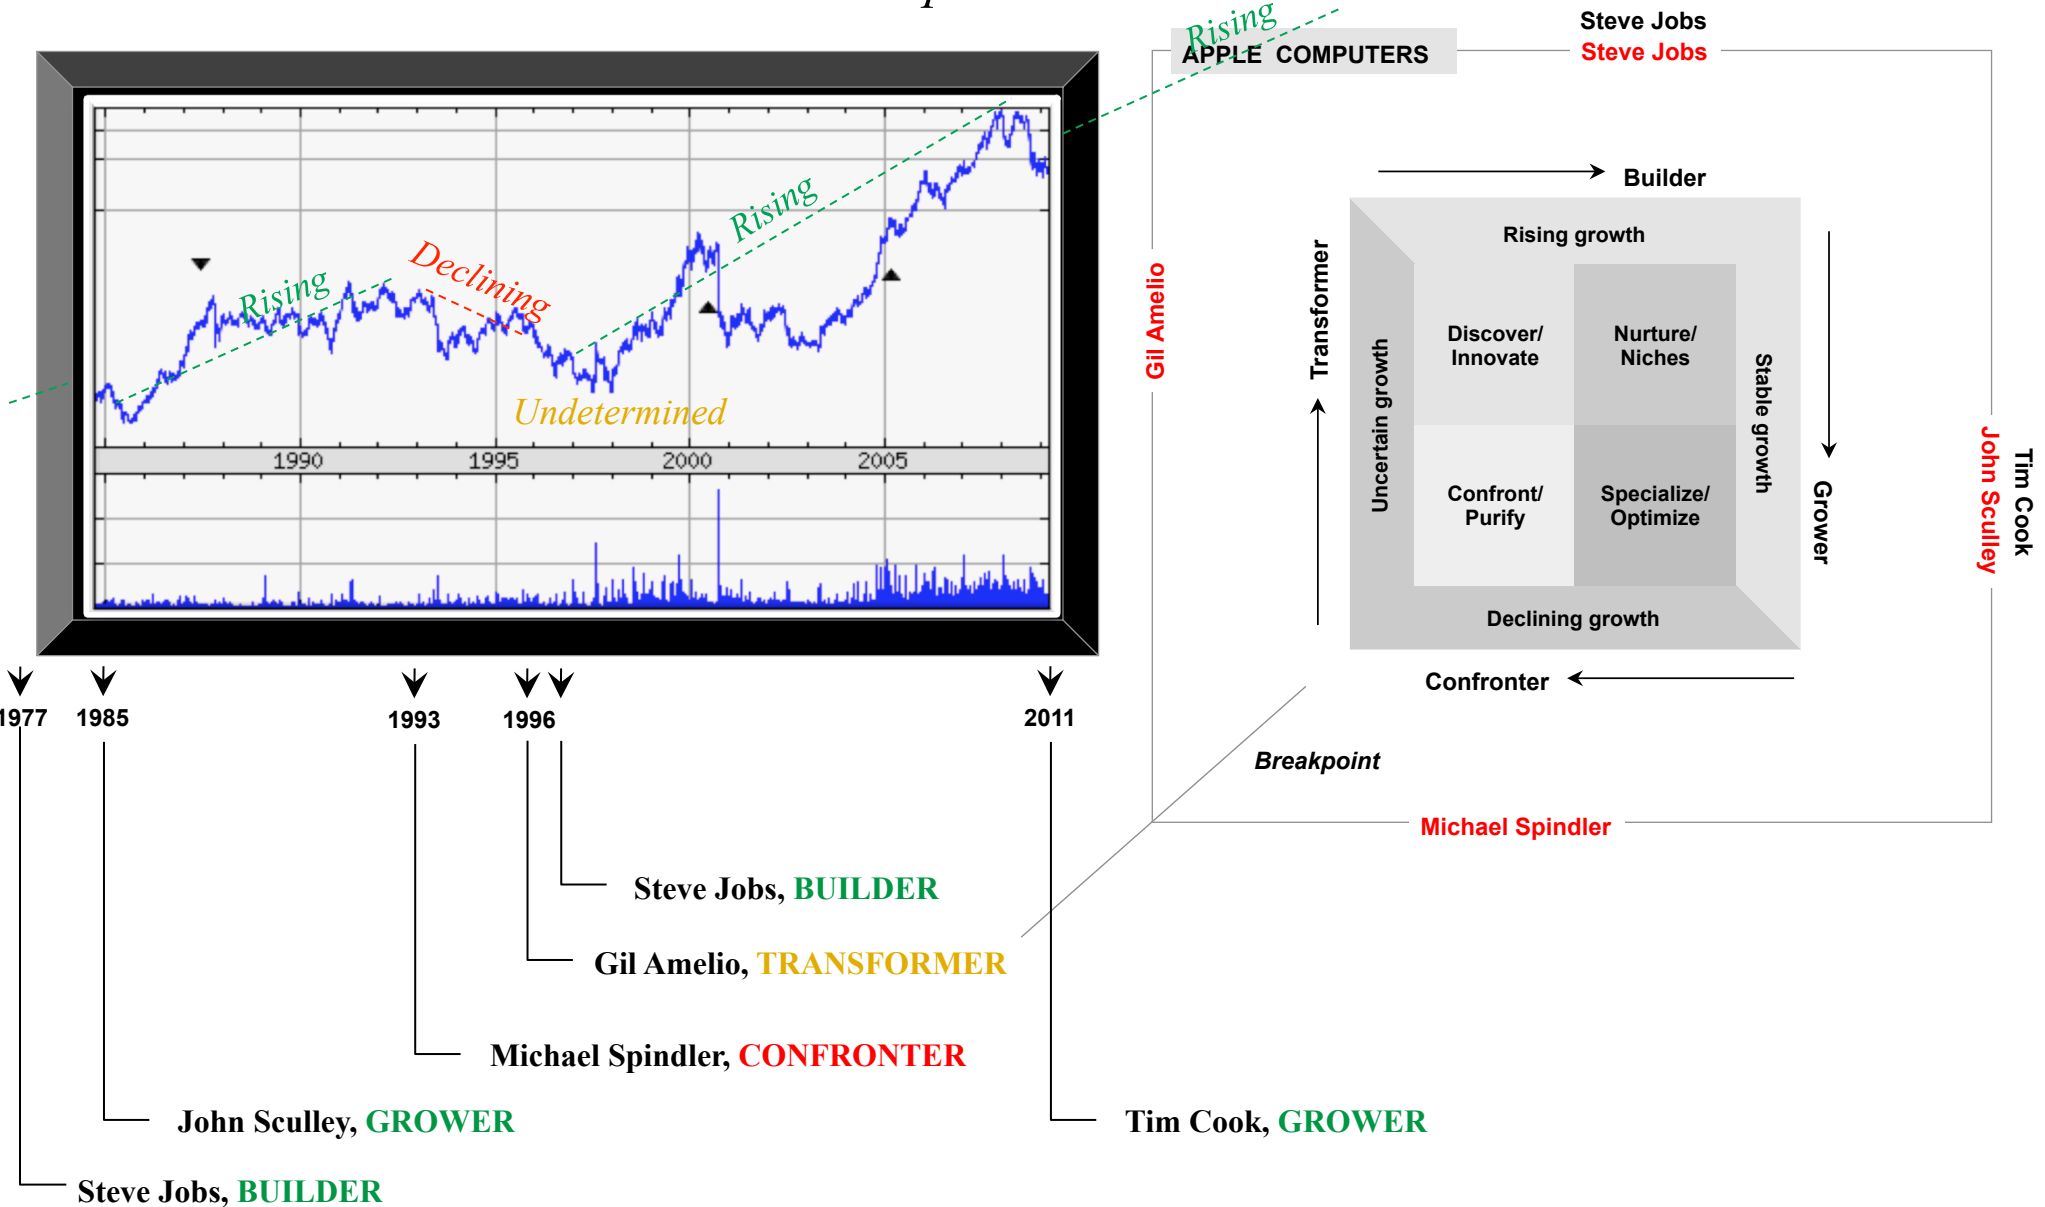 Rising
APPLE COMPUTERS
Steve Jobs
Steve Jobs
Rising
Declining
Rising
Undetermined
1990
1995
2000
2005
1977
1985
1993
1996
2011
Steve Jobs, BUILDER
Gil Amelio, TRANSFORMER
Michael Spindler, CONFRONTER
John Sculley, GROWER
Tim Cook, GROWER
Steve Jobs, BUILDER
Gil Amelio
Transformer
Builder
Rising growth
Uncertain growth
Discover/
Innovate
Nurture/
Niches
Confront/
Purify
Specialize/
Optimize
Stable growth
Declining growth
Grower
Confronter
John Sculley
Tim Cook
Breakpoint
Michael Spindler